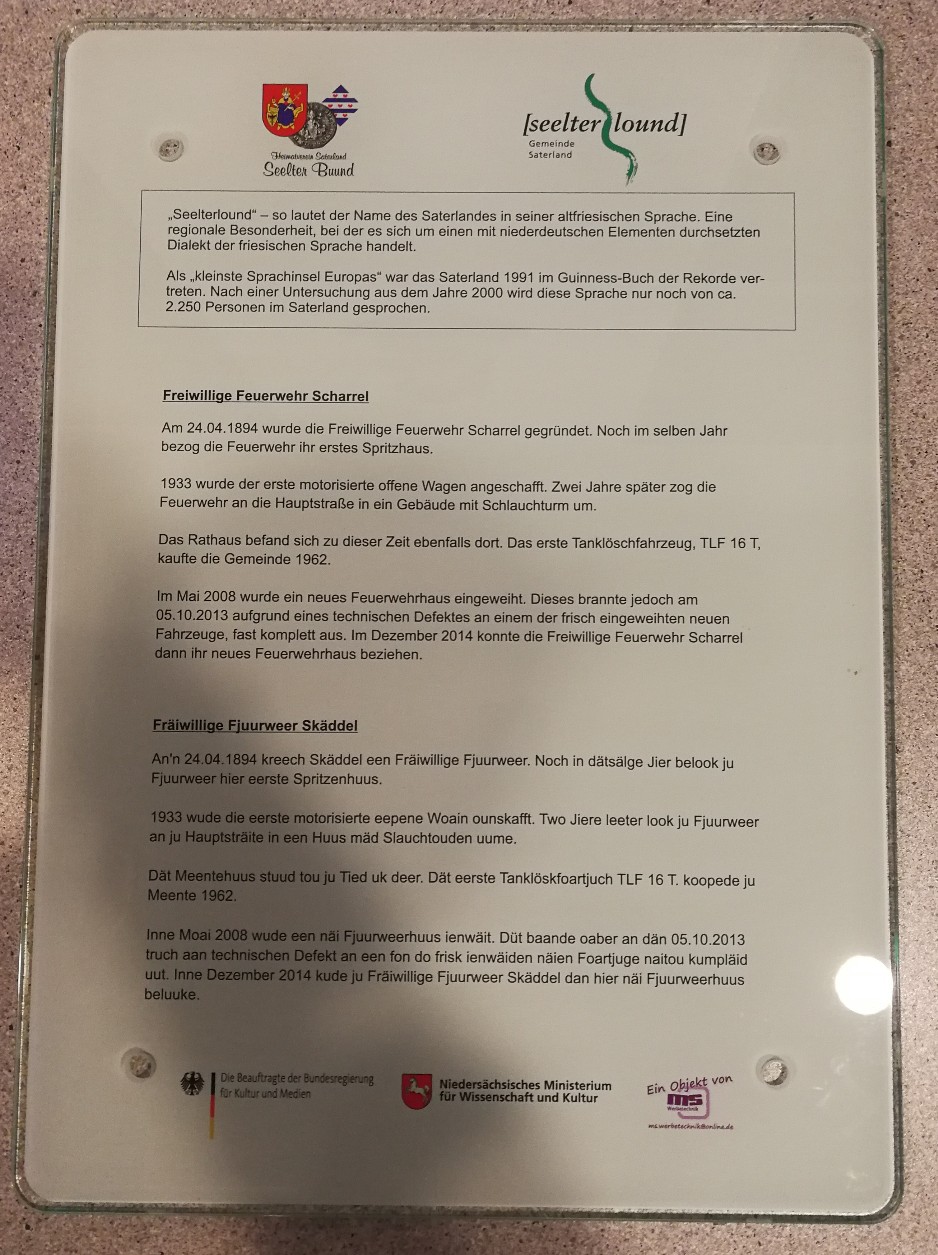 Heimatverein Saterland
Seelter Buund
[seelter lound]
Gemeinde
Saterland
„Seelterlound“ – so lautet der Name des Saterlandes in seiner altfriesischen Sprache. Eine
regionale Besonderheit, bei der es sich um einen mit niederdeutschen Elementen durchsetzten
Dialekt der friesischen Sprache handelt.
Als „kleinste Sprachinsel Europas“ war das Saterland 1991 im Guinness-Buch der Rekorde ver-
treten. Nach einer Untersuchung aus dem Jahre 2000 wird diese Sprache nur noch von ca.
2.250 Personen im Saterland gesprochen.
Freiwillige Feuerwehr Scharrel
Am 24.04.1894 wurde die Freiwillige Feuerwehr Scharrel gegründet. Noch im selben Jahr
bezog die Feuerwehr ihr erstes Spritzhaus.
1933 wurde der erste motorisierte offene Wagen angeschafft. Zwei Jahre später zog die
Feuerwehr an die Hauptstraße in ein Gebäude mit Schlauchturm um.
Das Rathaus befand sich zu dieser Zeit ebenfalls dort. Das erste Tanklöschfahrzeug, TLF 16 T,
kaufte die Gemeinde 1962.
Im Mai 2008 wurde ein neues Feuerwehrhaus eingeweiht. Dieses brannte jedoch am
05.10.2013 aufgrund eines technischen Defektes an einem der frisch eingeweihten neuen
Fahrzeuge, fast komplett aus. Im Dezember 2014 konnte die Freiwillige Feuerwehr Scharrel
dann ihr neues Feuerwehrhaus beziehen.
Fräiwillige Fjuurweer Skäddel
An'n 24.04.1894 kreech Skäddel een Fräiwillige Fjuurweer. Noch in dätsälge Jier belook ju
Fjuurweer hier eerste Spritzenhuus.
1933 wude die eerste motorisierte eepene Woain ounskafft. Two Jiere leeter look ju Fjuurweer
an ju Hauptsträite in een Huus mäd Slauchtouden uume.
Dät Meentehuus stuud tou ju Tied uk deer. Dät eerste Tanklöskfoartjuch TLF 16 T. koopede ju
Meente 1962.
Inne Moai 2008 wude een näi Fjuurweerhuus ienwäit. Düt baande oaber an dän 05.10.2013
truch aan technischen Defekt an een fon do frisk ienwäiden näien Foartjuge naitou kumpläid
uut. Inne Dezember 2014 kude ju Fräiwillige Fjuurweer Skäddel dan hier näi Fjuurweerhuus
beluuke.
Die Beauftragte der Bundesregierung
für Kultur und Medien
Niedersächsisches Ministerium
für Wissenschaft und Kultur
Ein Objekt von
ms
Werbetechnik
ms.werbetechnik@online.de